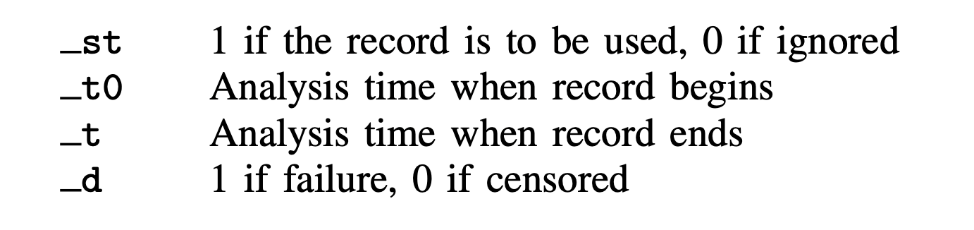 _st 1 if the record is to be used, 0 if ignored
_t0 Analysis time when record begins
_t Analysis time when record ends
_d 1 if failure, 0 if censored